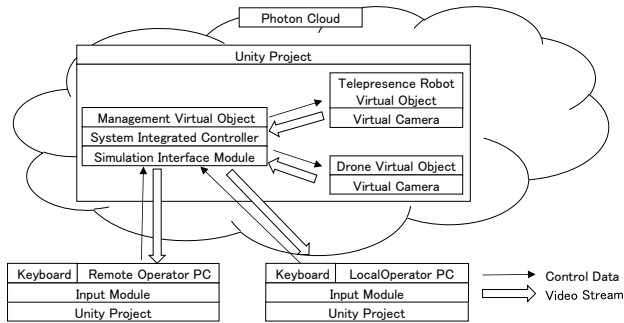 Photon Cloud
Unity Project
Telepresence Robot
Virtual Object
Virtual Camera
Management Virtual Object
System Integrated Controller
Simulation Interface Module
Drone Virtual Object
Virtual Camera
Keyboard Remote Operator PC
Input Module
Unity Project
Keyboard LocalOperator PC
Input Module
Unity Project
Control Data
Video Stream